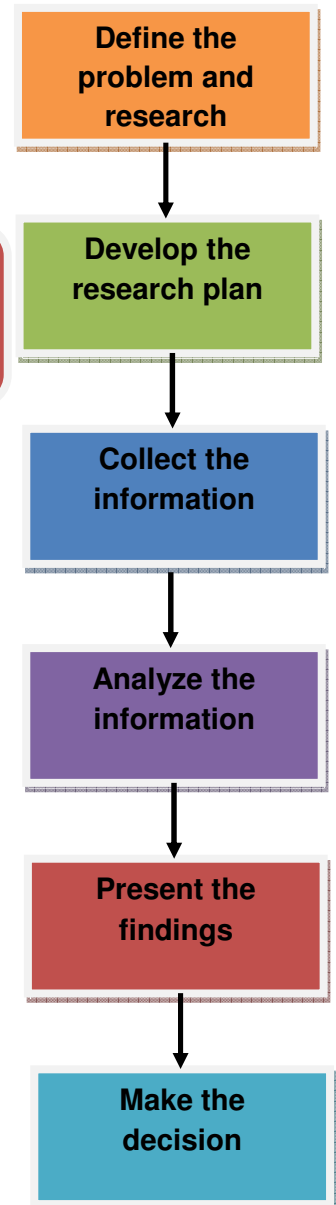 Define the
problem and
research
Develop the
research plan
Collect the
information
Analyze the
information
Present the
findings
Make the
decision